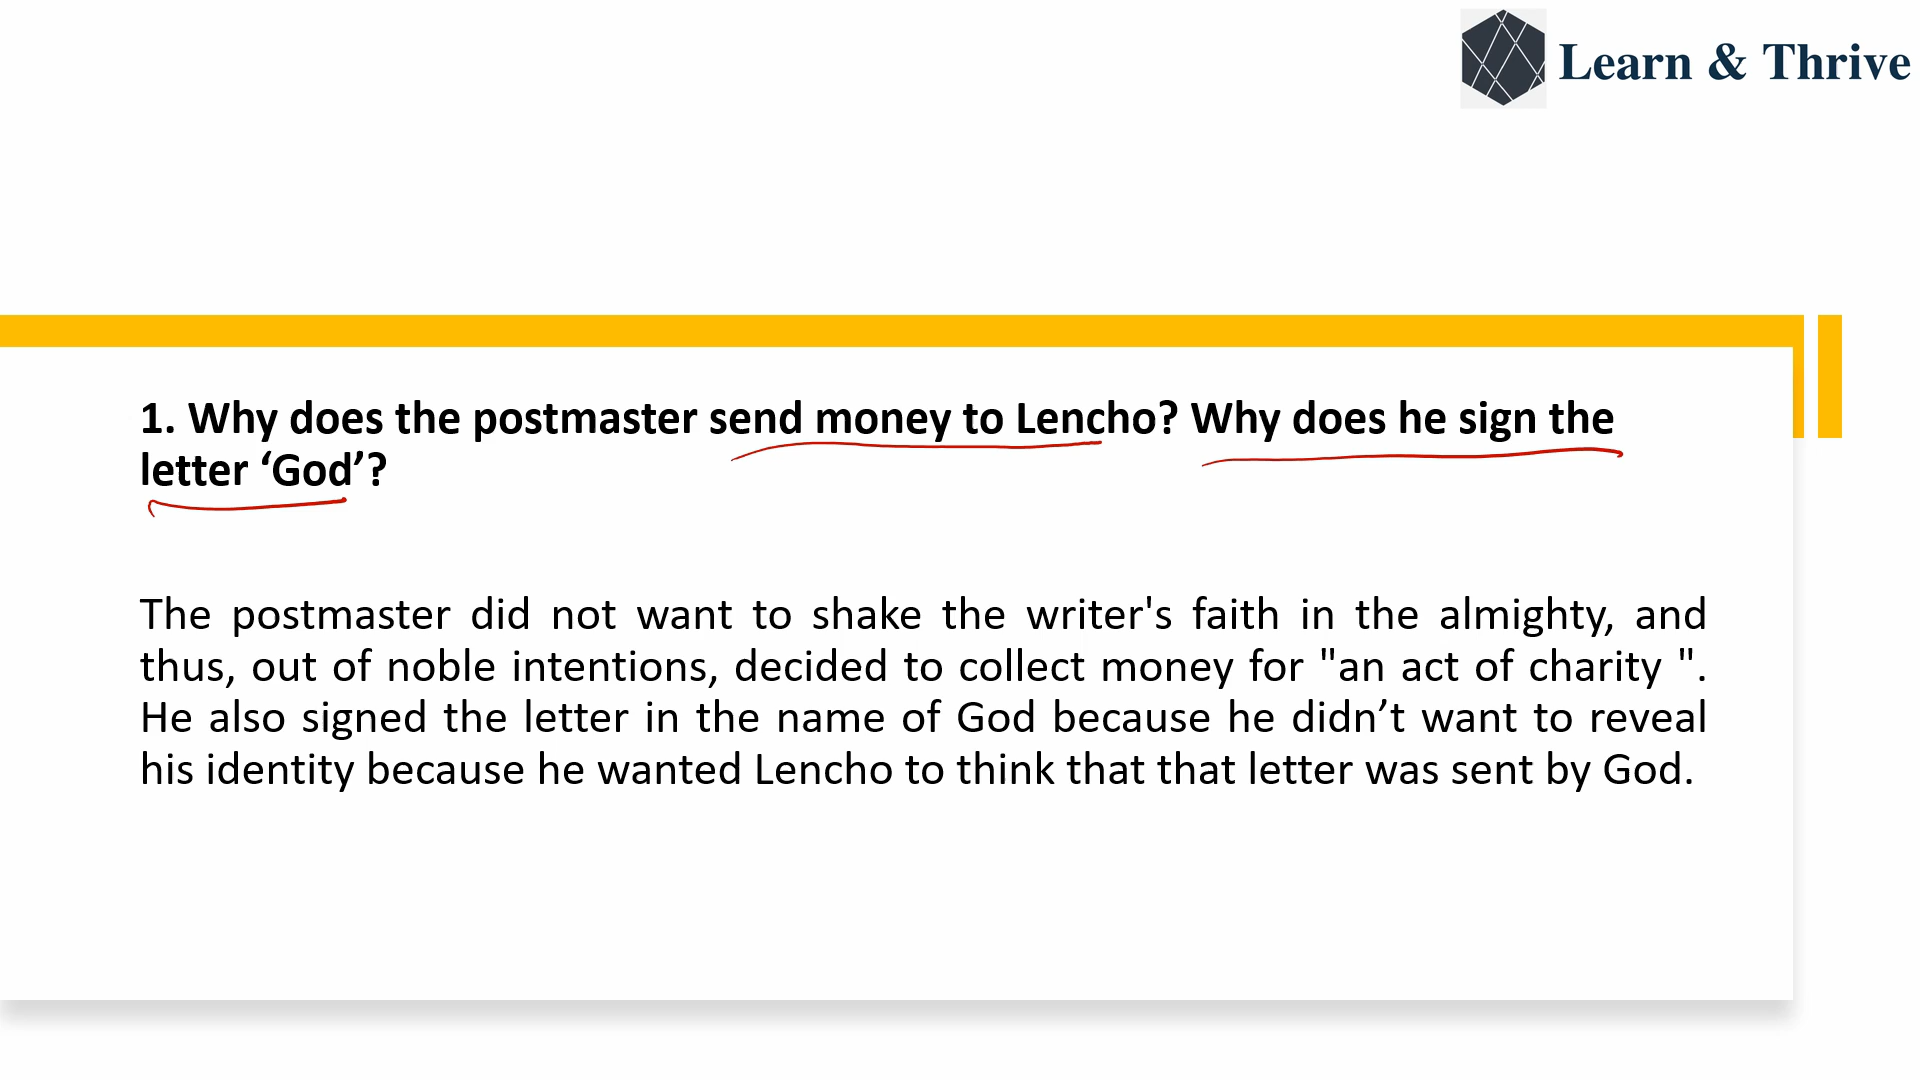 Learn & Thrive
1. Why does the postmaster send money to Lencho? Why does he sign the
letter ‘God’?
The postmaster did not want to shake the writer's faith in the almighty, and
thus, out of noble intentions, decided to collect money for "an act of charity ".
He also signed the letter in the name of God because he didn’t want to reveal
his identity because he wanted Lencho to think that that letter was sent by God.